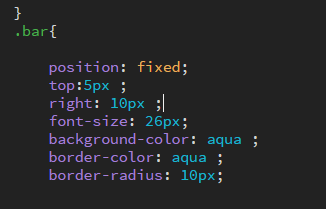 }
.bar{
position: fixed;
top:5px ;
right: 10px ;
font-size: 26px;
background-color: aqua ;
border-color: aqua ;
border-radius: 10px;